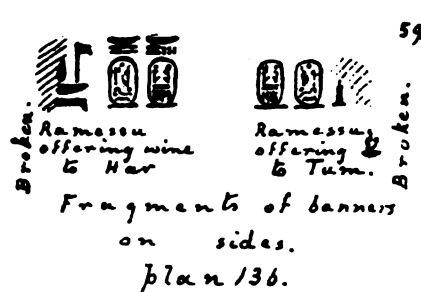 59
Broken.
Ramessu
offering wine
to Har
Ramessu,
offering
to Tum.
Broken.
Fragments of banners
on sides.
plan 136.